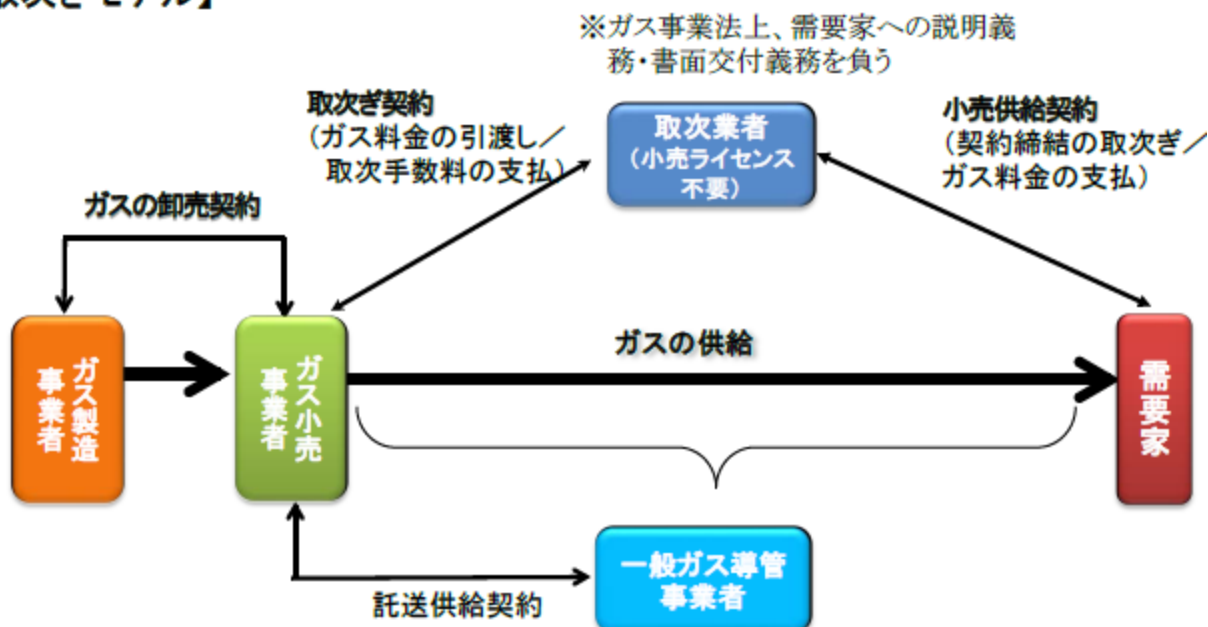 取次ぎモデル】
※ガス事業法上、需要家への説明義
務・書面交付義務を負う
取次ぎ契約
（ガス料金の引渡し／
取次手数料の支払）
取次業者
（小売ライセンス
不要）
小売供給契約
（契約締結の取次ぎ／
ガス料金の支払）
ガスの卸売契約
ガス製造
事業者
ガス小売
事業者
ガスの供給
需要家
一般ガス導管
事業者
託送供給契約